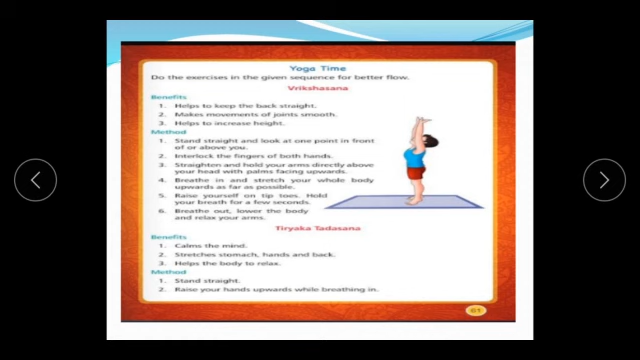 Yoga Time
Do the exercises in the given sequence for better flow.
Vrikshasana
Benefits
1. Helps to keep the back straight.
2. Makes movements of joints smooth.
3. Helps to increase height.
Method
1. Stand straight and look at one point in front
of or above you.
2. Interlock the fingers of both hands.
3. Straighten and hold your arms directly above
your head with palms facing upwards.
4. Breathe in and stretch your whole body
upwards as far as possible.
5. Raise yourself on tip toes. Hold
your breath for a few seconds.
6. Breathe out, lower the body
and relax your arms.
Tiryaka Tadasana
Benefits
1. Calms the mind.
2. Stretches stomach, hands and back.
3. Helps the body to relax.
Method
1. Stand straight.
2. Raise your hands upwards while breathing in.
61